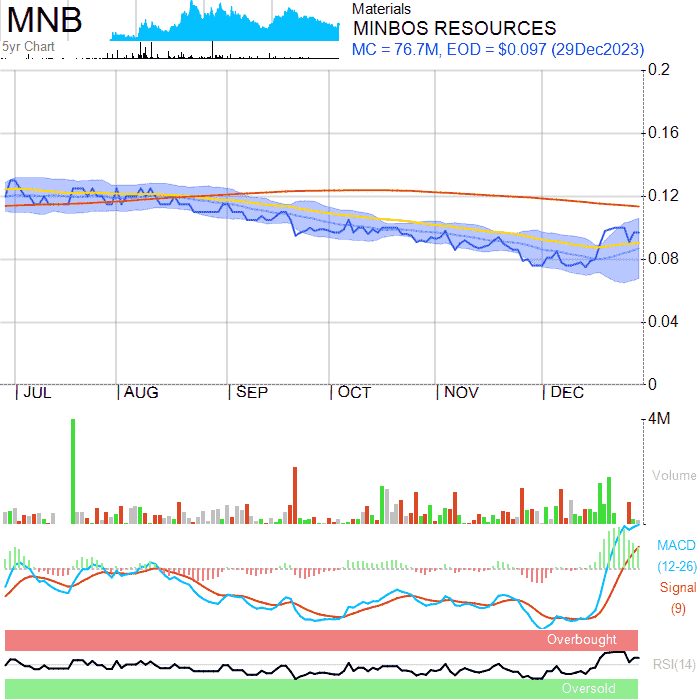 MNB
5yr Chart
Materials
MINBOS RESOURCES
MC = 76.7M, EOD = $0.097 (29Dec2023)
0.2
0.16
0.12
0.08
0.04
0
JUL AUG SEP OCT NOV DEC
4M
Volume
MACD
(12-26)
Signal
(9)
Overbought
RSI(14)
Oversold